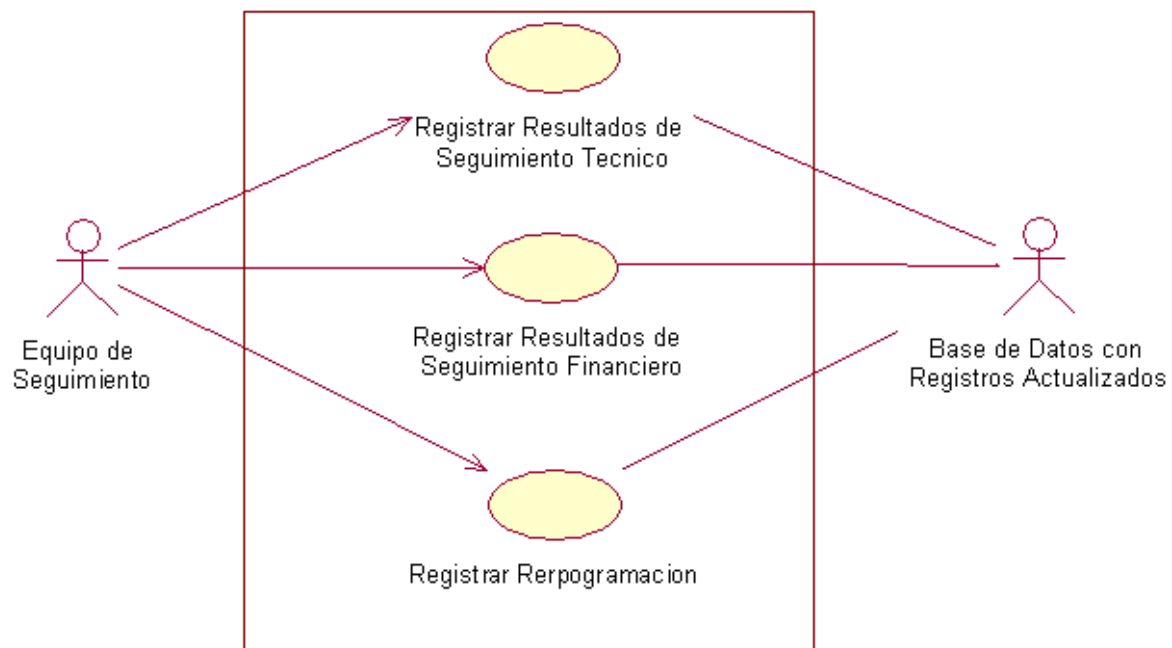 Registrar Resultados de
Seguimiento Tecnico
Equipo de
Seguimiento
Registrar Resultados de
Seguimiento Financiero
Base de Datos con
Registros Actualizados
Registrar Rerpogramacion